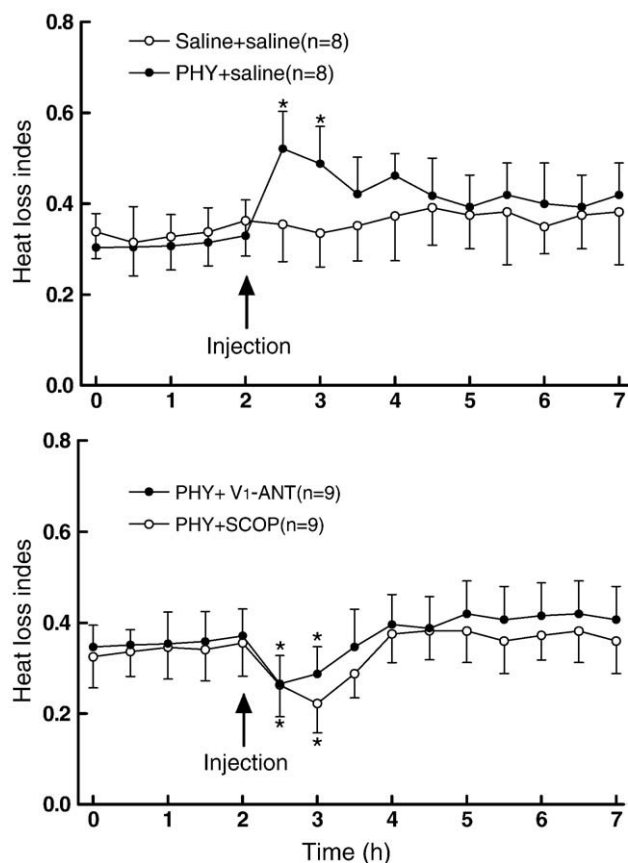 Saline+saline(n=8)
PHY+saline(n=8)
Heat loss indes
0.8
0.6
0.4
0.2
0.0
* *
Injection
0 1 2 3 4 5 6 7
PHY+ V1-ANT(n=9)
PHY+SCOP(n=9)
Heat loss indes
0.8
0.6
0.4
0.2
0.0
* *
* *
Injection
0 1 2 3 4 5 6 7
Time (h)